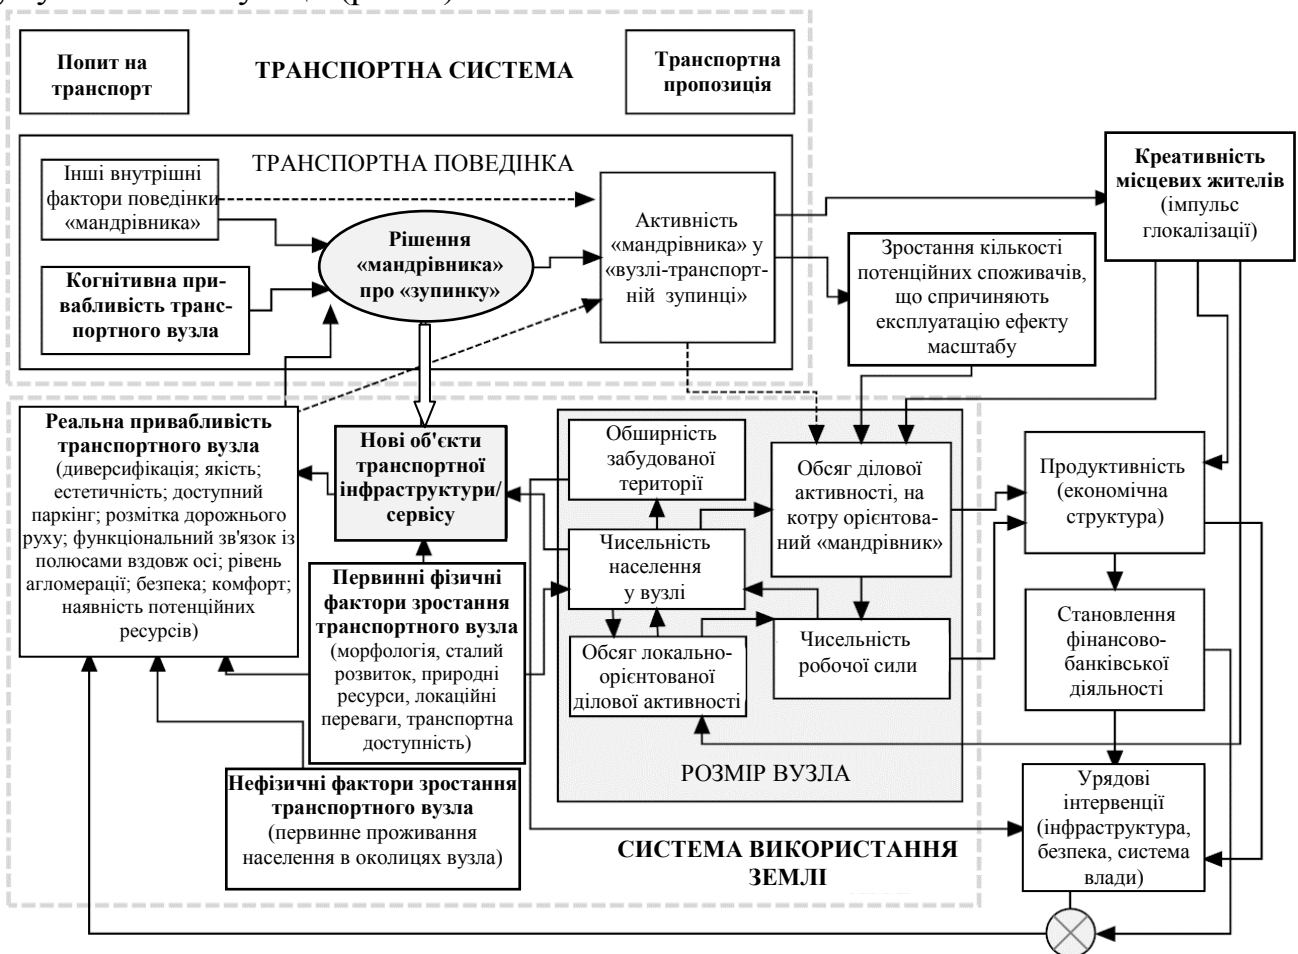 Попит на
транспорт
ТРАНСПОРТНА СИСТЕМА
Транспортна
пропозиція
ТРАНСПОРТНА ПОВЕДІНКА
Інші внутрішні
фактори поведінки
«мандрівника»
Когнітивна при-
вабливість транс-
портного вузла
Рішення
«мандрівника»
про «зупинку»
Активність
«мандрівника» у
«вузлі-транспорт-
ній зупинці»
Зростання кількості
потенційних споживачів,
що спричиняють
експлуатацію ефекту
масштабу
Креативність
місцевих жителів
(імпульс
глокалізації)
Реальна привабливість
транспортного вузла
(диверсифікація; якість;
естетичність; доступний
паркінг; розмітка дорожнього
руху; функціональний зв'язок із
полюсами вздовж осі; рівень
агломерації; безпека; комфорт;
наявність потенційних
ресурсів)
Нові об'єкти
транспортної
інфраструктури/
сервісу
Первинні фізичні
фактори зростання
транспортного вузла
(морфологія, сталий
розвиток, природні
ресурси, локаційні
переваги, транспортна
доступність)
Нефізичні фактори зростання
транспортного вузла
(первинне проживання
населення в околицях вузла)
Обширність
забудованої
території
Чисельність
населення
у вузлі
Обсяг локально-
орієнтованої
ділової активності
Обсяг ділової
активності, на
котру орієнтова-
ний «мандрівник»
Чисельність
робочої сили
РОЗМІР ВУЗЛА
СИСТЕМА ВИКОРИСТАННЯ
ЗЕМЛІ
Продуктивність
(економічна
структура)
Становлення
фінансово-
банківської
діяльності
Урядові
інтервенції
(інфраструктура,
безпека, система
влади)